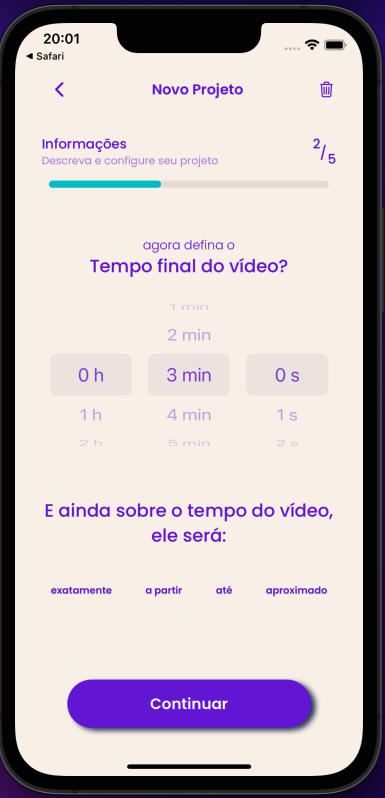 20:01
◀ Safari
Novo Projeto
Informações
2/5
Descreva e configure seu projeto
agora defina o
Tempo final do vídeo?
1 min
2 min
0 h 3 min 0 s
1 h 4 min 1 s
2 h 5 min 2 s
E ainda sobre o tempo do vídeo,
ele será:
exatamente a partir até aproximado
Continuar